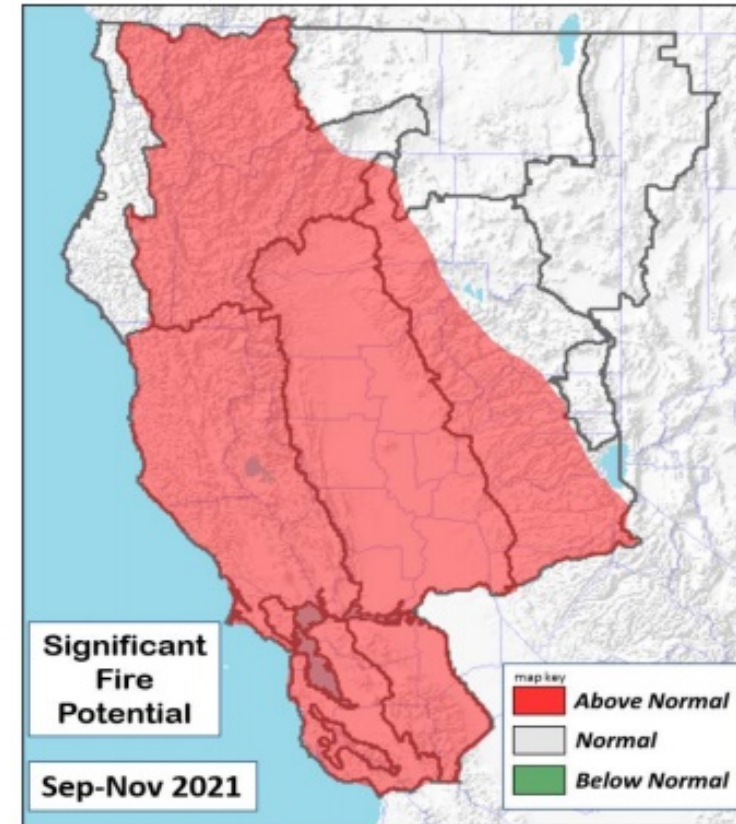 Significant
Fire
Potential
Sep-Nov 2021
map key
Above Normal
Normal
Below Normal